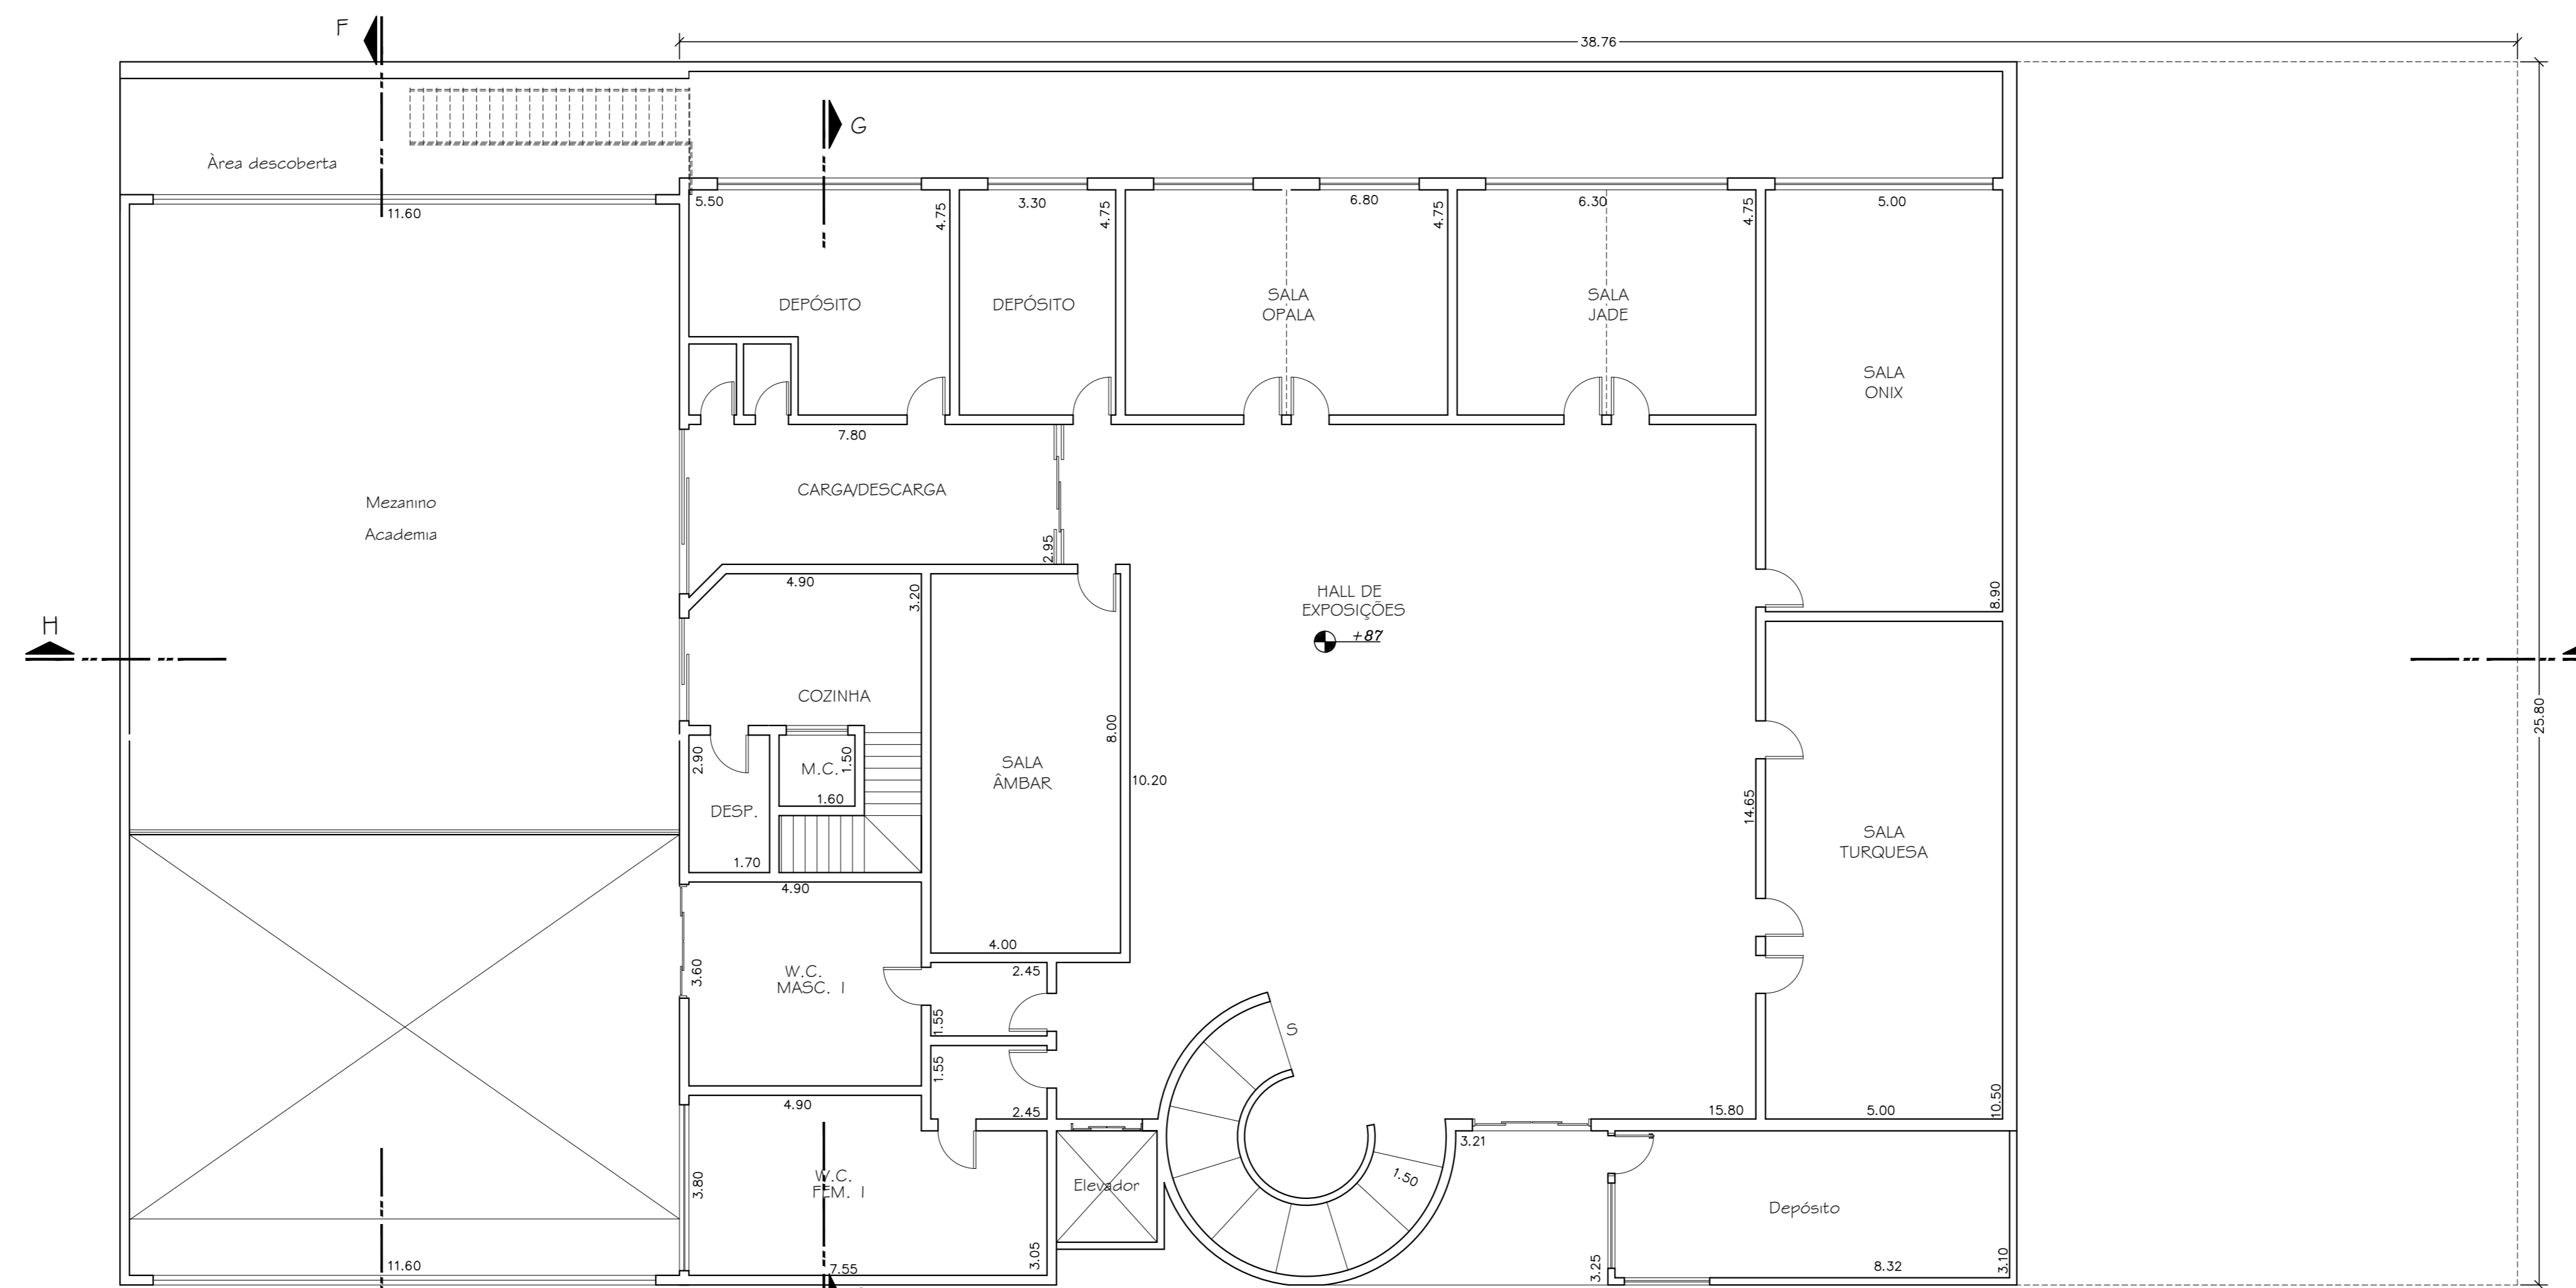 F
38.76
G
Àrea descoberta
11.60
5.50
4.75
3.30
4.75
6.80
4.75
6.30
4.75
5.00
DEPÓSITO
DEPÓSITO
SALA
OPALA
SALA
JADE
SALA
ONIX
7.80
CARGA/DESCARGA
Mezanino
Academia
2.95
4.90
3.20
HALL DE
EXPOSIÇÕES
+87
8.90
H
COZINHA
8.00
25.80
2.90
M.C.
1.50
SALA
ÂMBAR
10.20
1.60
DESP.
14.65
SALA
TURQUESA
1.70
4.90
4.00
3.60
W.C.
MASC. I
2.45
1.55
S
1.55
4.90
2.45
15.80
5.00
10.50
3.21
3.80
W.C.
FEM. I
Elevador
1.50
Depósito
11.60
7.55
3.05
3.25
8.32
3.10